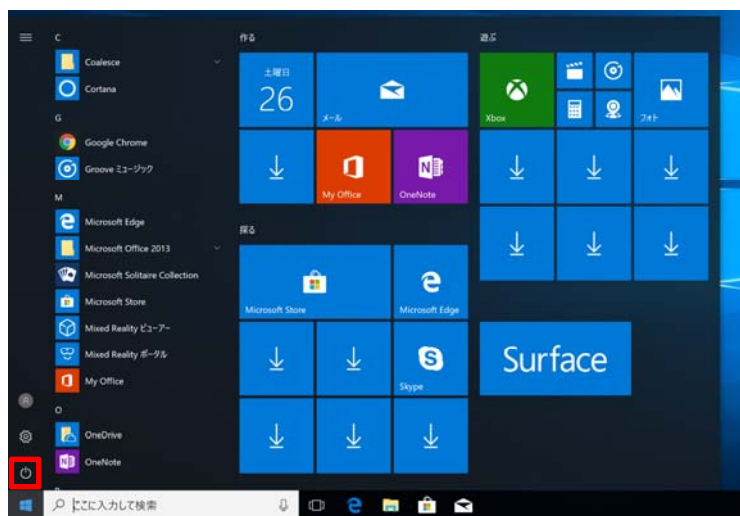 C
Coalesce
Cortana
G
Google Chrome
Groove ミュージック
M
Microsoft Edge
Microsoft Office 2013
Microsoft Solitaire Collection
Microsoft Store
Mixed Reality ビューアー
Mixed Reality ポータル
My Office
O
OneDrive
OneNote
作る
土曜日
26
メール
My Office
OneNote
探る
Microsoft Store
Microsoft Edge
Skype
遊ぶ
Xbox
フォト
Surface
ここに入力して検索